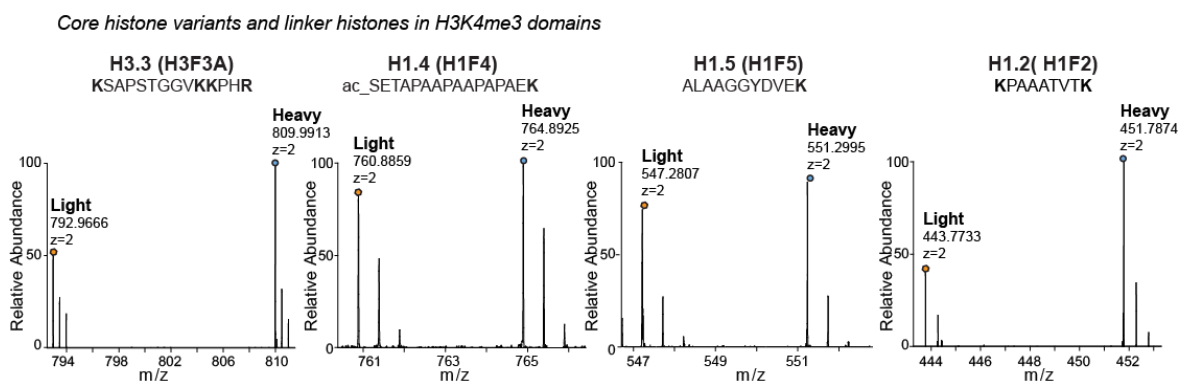 Core histone variants and linker histones in H3K4me3 domains
H3.3 (H3F3A)
KSAPSTGGVKKPHR
Relative Abundance
100
50
0
Light
792.9666
z=2
Heavy
809.9913
z=2
794
798
802
806
810
m/z
H1.4 (H1F4)
ac_SETAPAAPAAPAPAEK
Relative Abundance
100
50
0
Light
760.8859
z=2
Heavy
764.8925
z=2
761
763
765
m/z
H1.5 (H1F5)
ALAAGGYDVEK
Relative Abundance
100
50
0
Light
547.2807
z=2
Heavy
551.2995
z=2
547
549
551
m/z
H1.2( H1F2)
KPAAATVTK
Relative Abundance
100
50
0
Light
443.7733
z=2
Heavy
451.7874
z=2
444
446
448
450
452
m/z